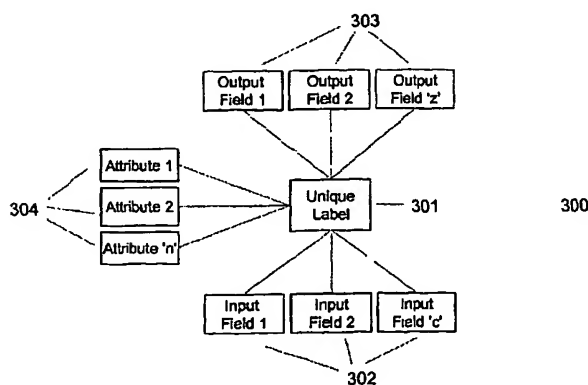 303
Output Field 1
Output Field 2
Output Field 'z'
Attribute 1
Attribute 2
Attribute 'n'
304
Unique Label
301
300
Input Field 1
Input Field 2
Input Field 'c'
302